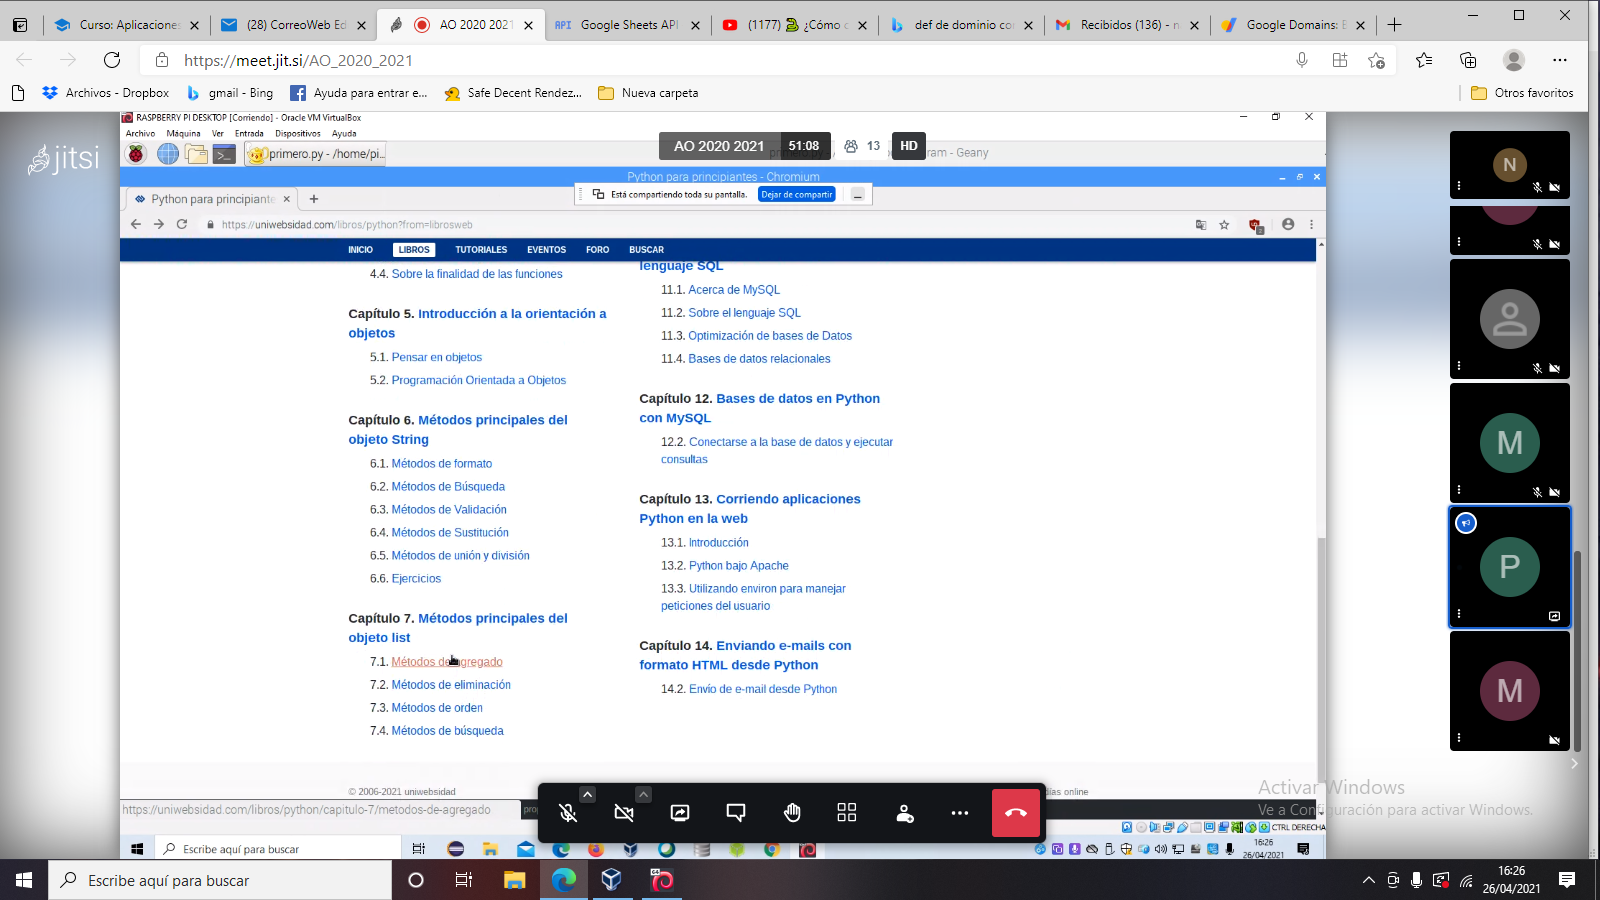 Curso: Aplicaciones
(28) CorreoWeb Ed
AO 2020 2021
API Google Sheets API
(1177) ¿Cómo c
def de dominio co
Recibidos (136) - n
Google Domains: B
https://meet.jit.si/AO_2020_2021
Archivos - Dropbox
gmail - Bing
Ayuda para entrar e...
Safe Decent Rendez...
Nueva carpeta
Otros favoritos
jitsi
RASPBERRY PI DESKTOP [Corriendo] - Oracle VM VirtualBox
Archivo Máquina Ver Entrada Dispositivos Ayuda
AO 2020 2021 51:08 13 HD
primero.py - /home/pi...
ram - Geany
Python para principiantes - Chromium
Está compartiendo toda su pantalla. Dejar de compartir
Python para principiante
https://uniwebsidad.com/libros/python?from=librosweb
INICIO LIBROS TUTORIALES EVENTOS FORO BUSCAR
4.4. Sobre la finalidad de las funciones
Capítulo 5. Introducción a la orientación a
objetos
5.1. Pensar en objetos
5.2. Programación Orientada a Objetos
Capítulo 6. Métodos principales del
objeto String
6.1. Métodos de formato
6.2. Métodos de Búsqueda
6.3. Métodos de Validación
6.4. Métodos de Sustitución
6.5. Métodos de unión y división
6.6. Ejercicios
Capítulo 7. Métodos principales del
objeto list
7.1. Métodos de agregado
7.2. Métodos de eliminación
7.3. Métodos de orden
7.4. Métodos de búsqueda
lenguaje SQL
11.1. Acerca de MySQL
11.2. Sobre el lenguaje SQL
11.3. Optimización de bases de Datos
11.4. Bases de datos relacionales
Capítulo 12. Bases de datos en Python
con MySQL
12.2. Conectarse a la base de datos y ejecutar
consultas
Capítulo 13. Corriendo aplicaciones
Python en la web
13.1. Introducción
13.2. Python bajo Apache
13.3. Utilizando environ para manejar
peticiones del usuario
Capítulo 14. Enviando e-mails con
formato HTML desde Python
14.2. Envío de e-mail desde Python
© 2006-2021 uniwebsidad
ias online
https://uniwebsidad.com/libros/python/capitulo-7/metodos-de-agregado
N
M
P
M
Activar Windows
Ve a Configuración para activar Windows.
CTRL DERECHA
Escribe aquí para buscar
16:26
26/04/2021
Escribe aquí para buscar
16:26
26/04/2021